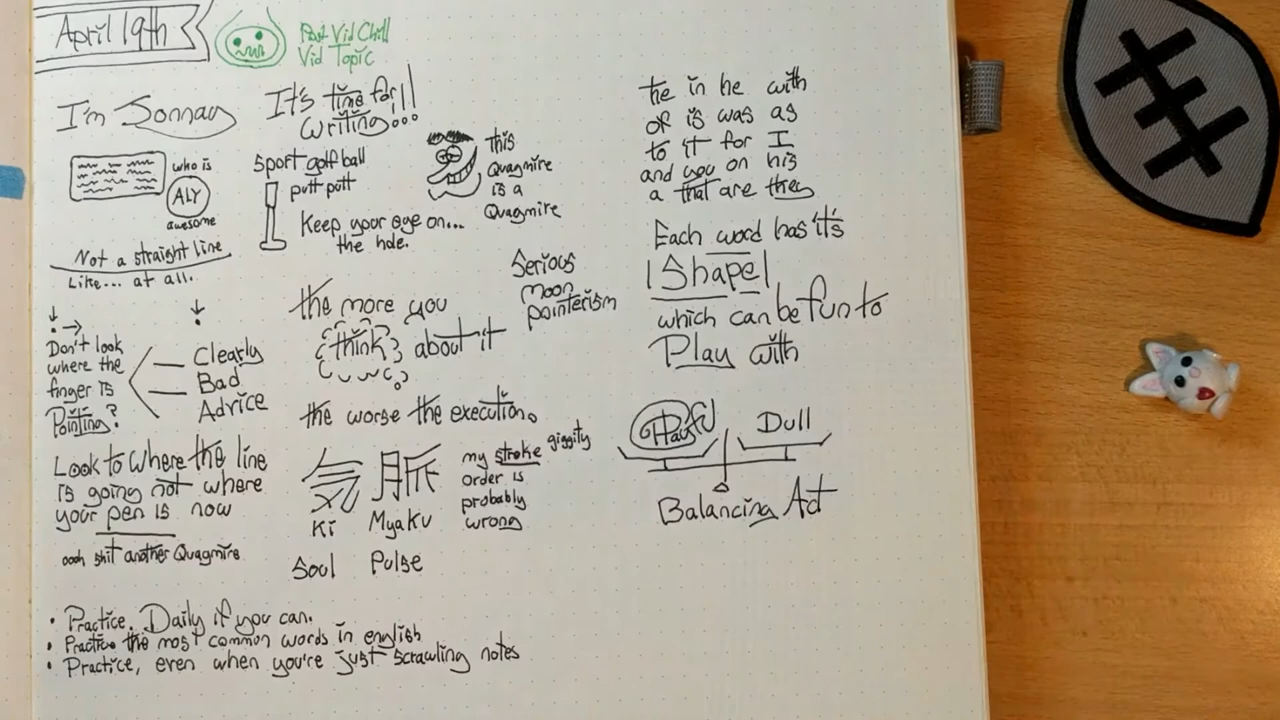 April 19th
Post Vid Chill
Vid Topic
I'm Sonnay
It's time for!!
Writing...
who is
ALY
awesome
Sport golf ball
putt putt
Keep your eye on...
the hole.
This
Quagmire
is a
Quagmire
Not a straight line
Like... at all.
the more you
think about it
the worse the execution.
Serious
moon
pointerism
Don't look
where the
finger is
Pointing?
Clearly
Bad
Advice
Look to where the line
is going not where
your pen is now
oooh shit another Quagmire
気脈
Ki Myaku
Soul Pulse
my stroke giggity
order is
probably
wrong
• Practice. Daily if you can.
• Practice the most common words in english
• Practice, even when you're just scrawling notes
the in he with
of is was as
to it for I
and you on his
a that are they
Each word has it's
|Shape|
which can be fun to
Play with
Playful Dull
Balancing Act